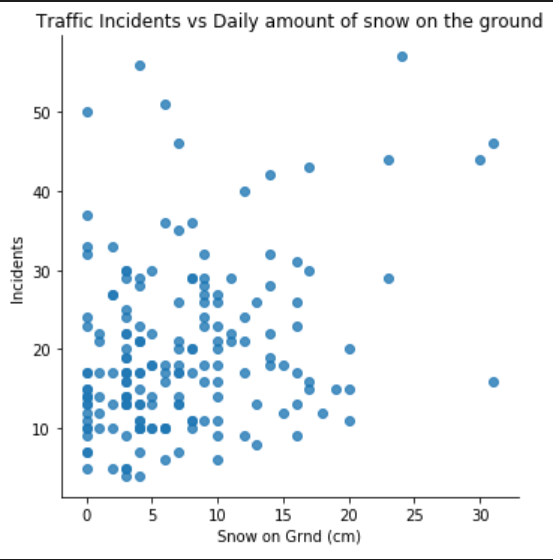 Traffic Incidents vs Daily amount of snow on the ground
50
40
30
20
10
Incidents
0 5 10 15 20 25 30
Snow on Grnd (cm)